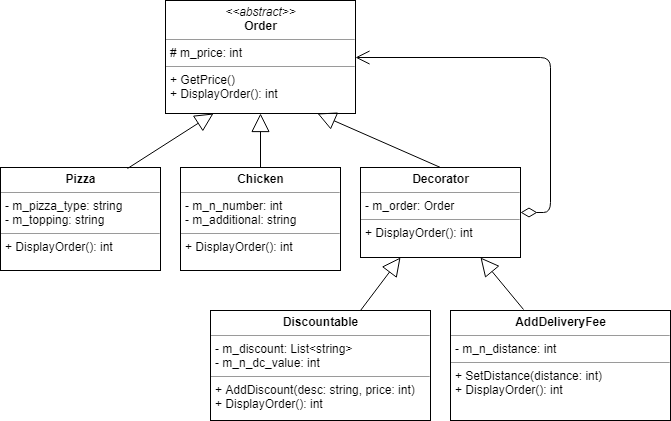 <<abstract>>
Order
# m_price: int
+ GetPrice()
+ DisplayOrder(): int
Pizza
- m_pizza_type: string
- m_topping: string
+ DisplayOrder(): int
Chicken
- m_n_number: int
- m_additional: string
+ DisplayOrder(): int
Decorator
- m_order: Order
+ DisplayOrder(): int
Discountable
- m_discount: List<string>
- m_n_dc_value: int
+ AddDiscount(desc: string, price: int)
+ DisplayOrder(): int
AddDeliveryFee
- m_n_distance: int
+ SetDistance(distance: int)
+ DisplayOrder(): int